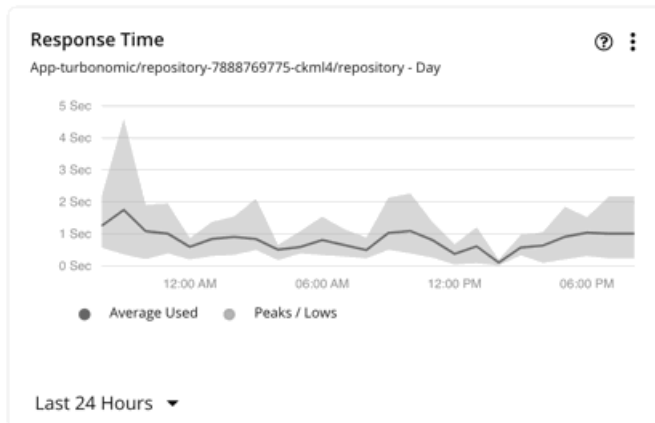 Response Time
App-turbonomic/repository-7888769775-ckml4/repository - Day
5 Sec
4 Sec
3 Sec
2 Sec
1 Sec
0 Sec
12:00 AM 06:00 AM 12:00 PM 06:00 PM
Average Used Peaks / Lows
Last 24 Hours